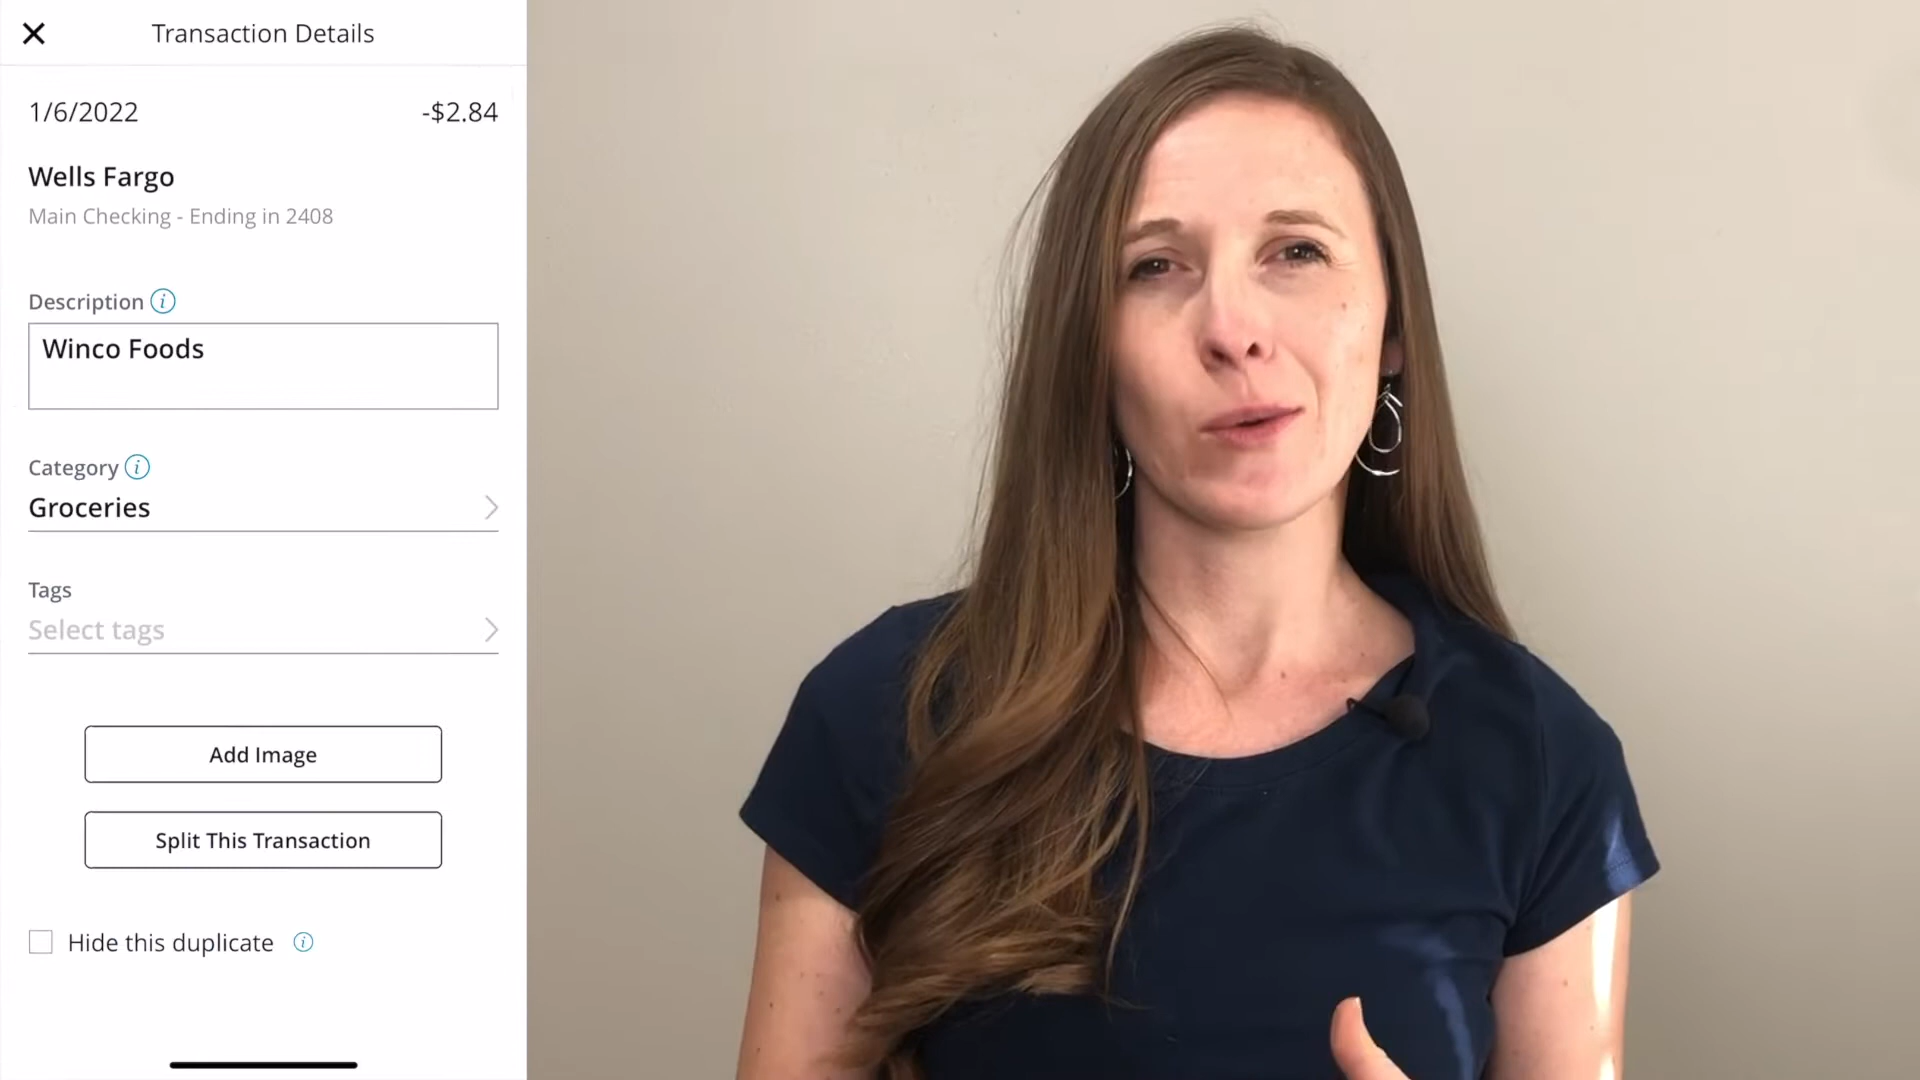 Transaction Details
1/6/2022 -$2.84
Wells Fargo
Main Checking - Ending in 2408
Description
Winco Foods
Category
Groceries
Tags
Select tags
Add Image
Split This Transaction
Hide this duplicate